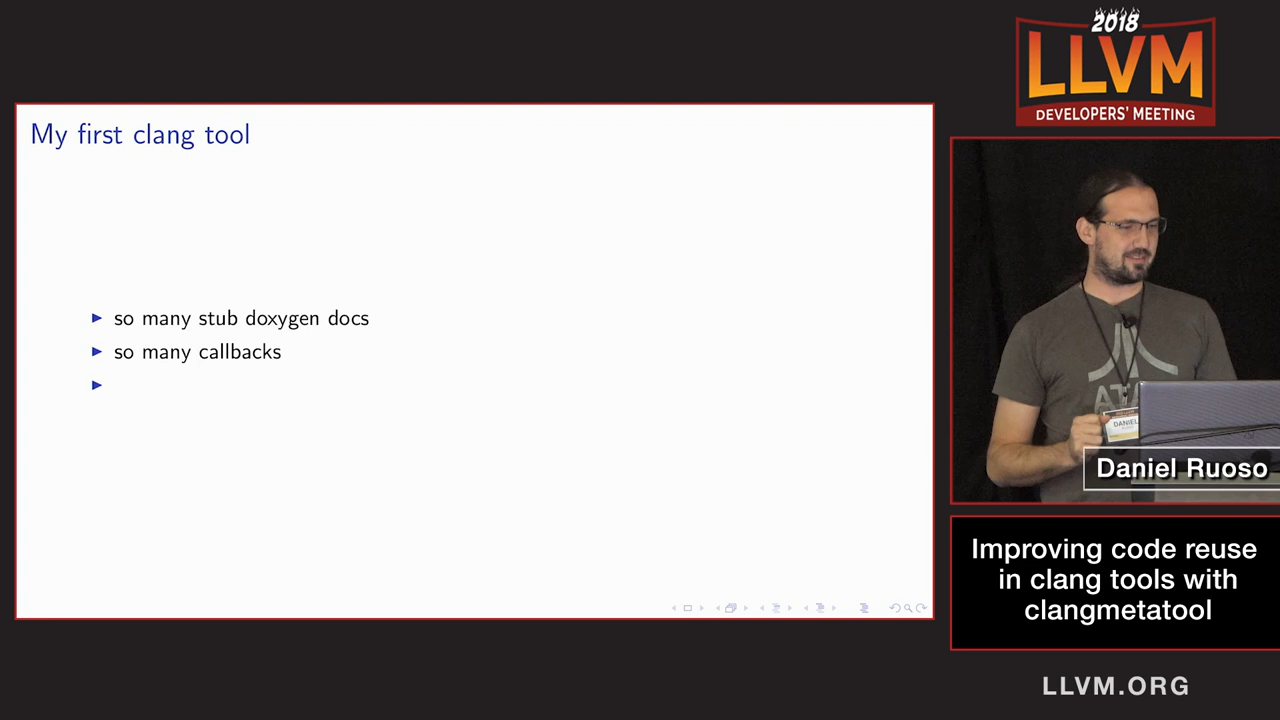 My first clang tool
so many stub doxygen docs
so many callbacks
2018
LLVM
DEVELOPERS' MEETING
DANIEL
Daniel Ruoso
Improving code reuse
in clang tools with
clangmetatool
LLVM.ORG